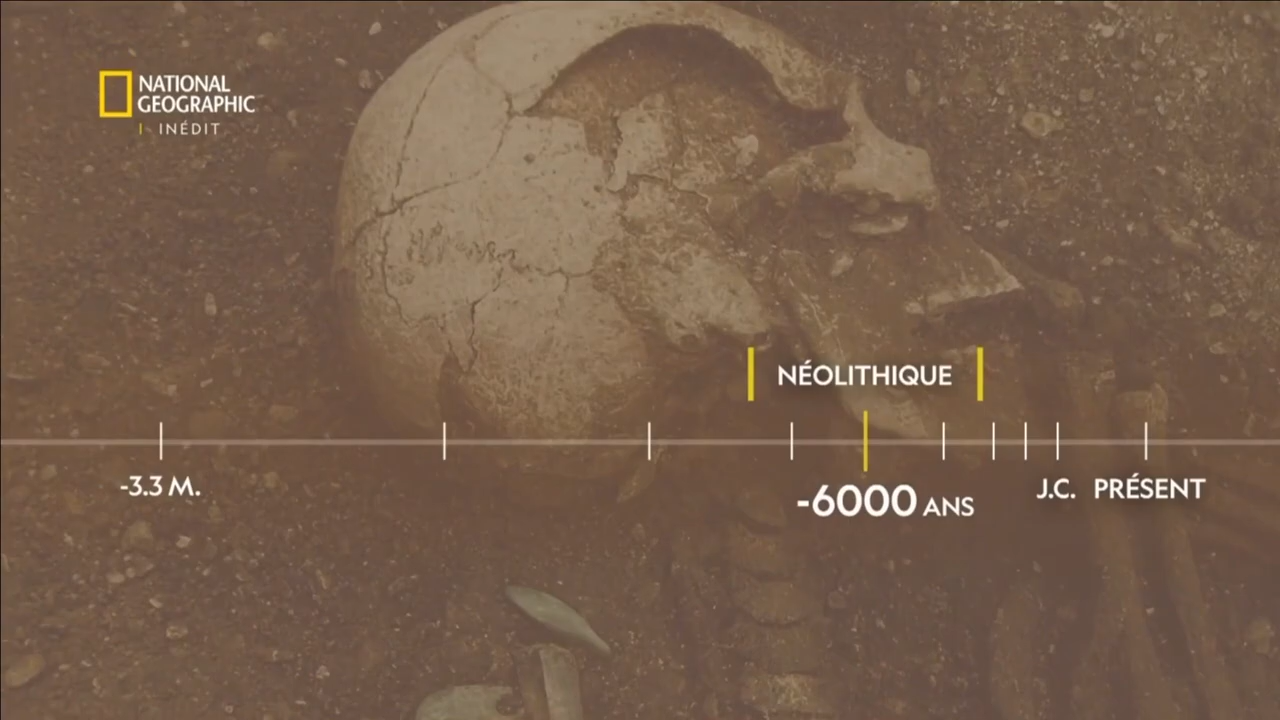 NATIONAL
GEOGRAPHIC
INÉDIT
NÉOLITHIQUE
-3.3 M.
-6000 ANS
J.C.
PRÉSENT